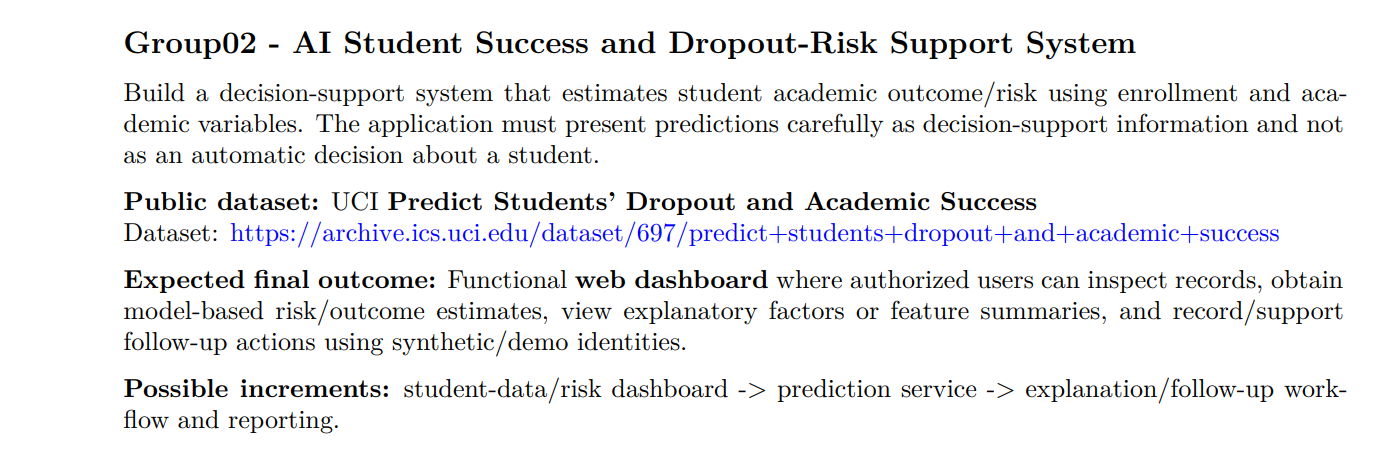 Group02 - AI Student Success and Dropout-Risk Support System
Build a decision-support system that estimates student academic outcome/risk using enrollment and aca-
demic variables. The application must present predictions carefully as decision-support information and not
as an automatic decision about a student.
Public dataset: UCI Predict Students’ Dropout and Academic Success
Dataset: https://archive.ics.uci.edu/dataset/697/predict+students+dropout+and+academic+success
Expected final outcome: Functional web dashboard where authorized users can inspect records, obtain
model-based risk/outcome estimates, view explanatory factors or feature summaries, and record/support
follow-up actions using synthetic/demo identities.
Possible increments: student-data/risk dashboard -> prediction service -> explanation/follow-up work-
flow and reporting.